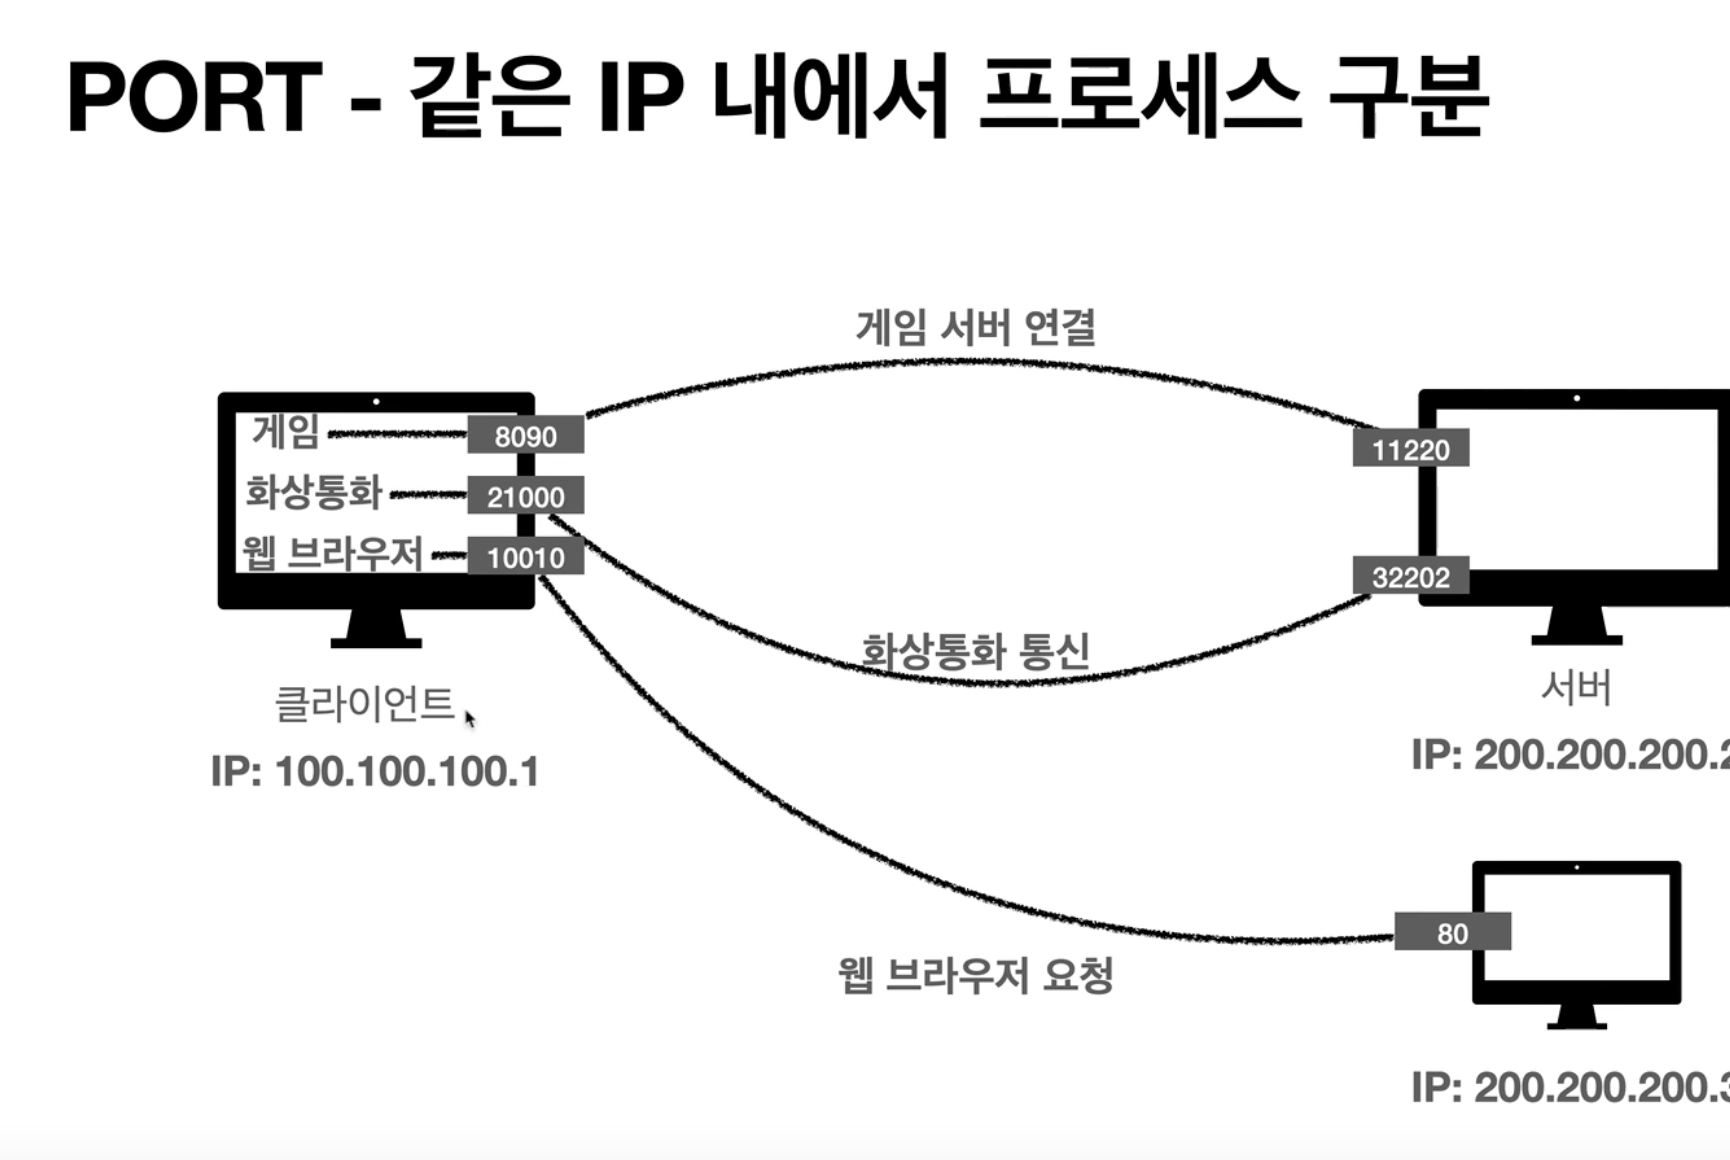 PORT - 같은 IP 내에서 프로세스 구분
게임 서버 연결
게임
8090
11220
화상통화
21000
웹 브라우저
10010
32202
화상통화 통신
클라이언트
서버
IP: 100.100.100.1
IP: 200.200.200.2
80
웹 브라우저 요청
IP: 200.200.200.3